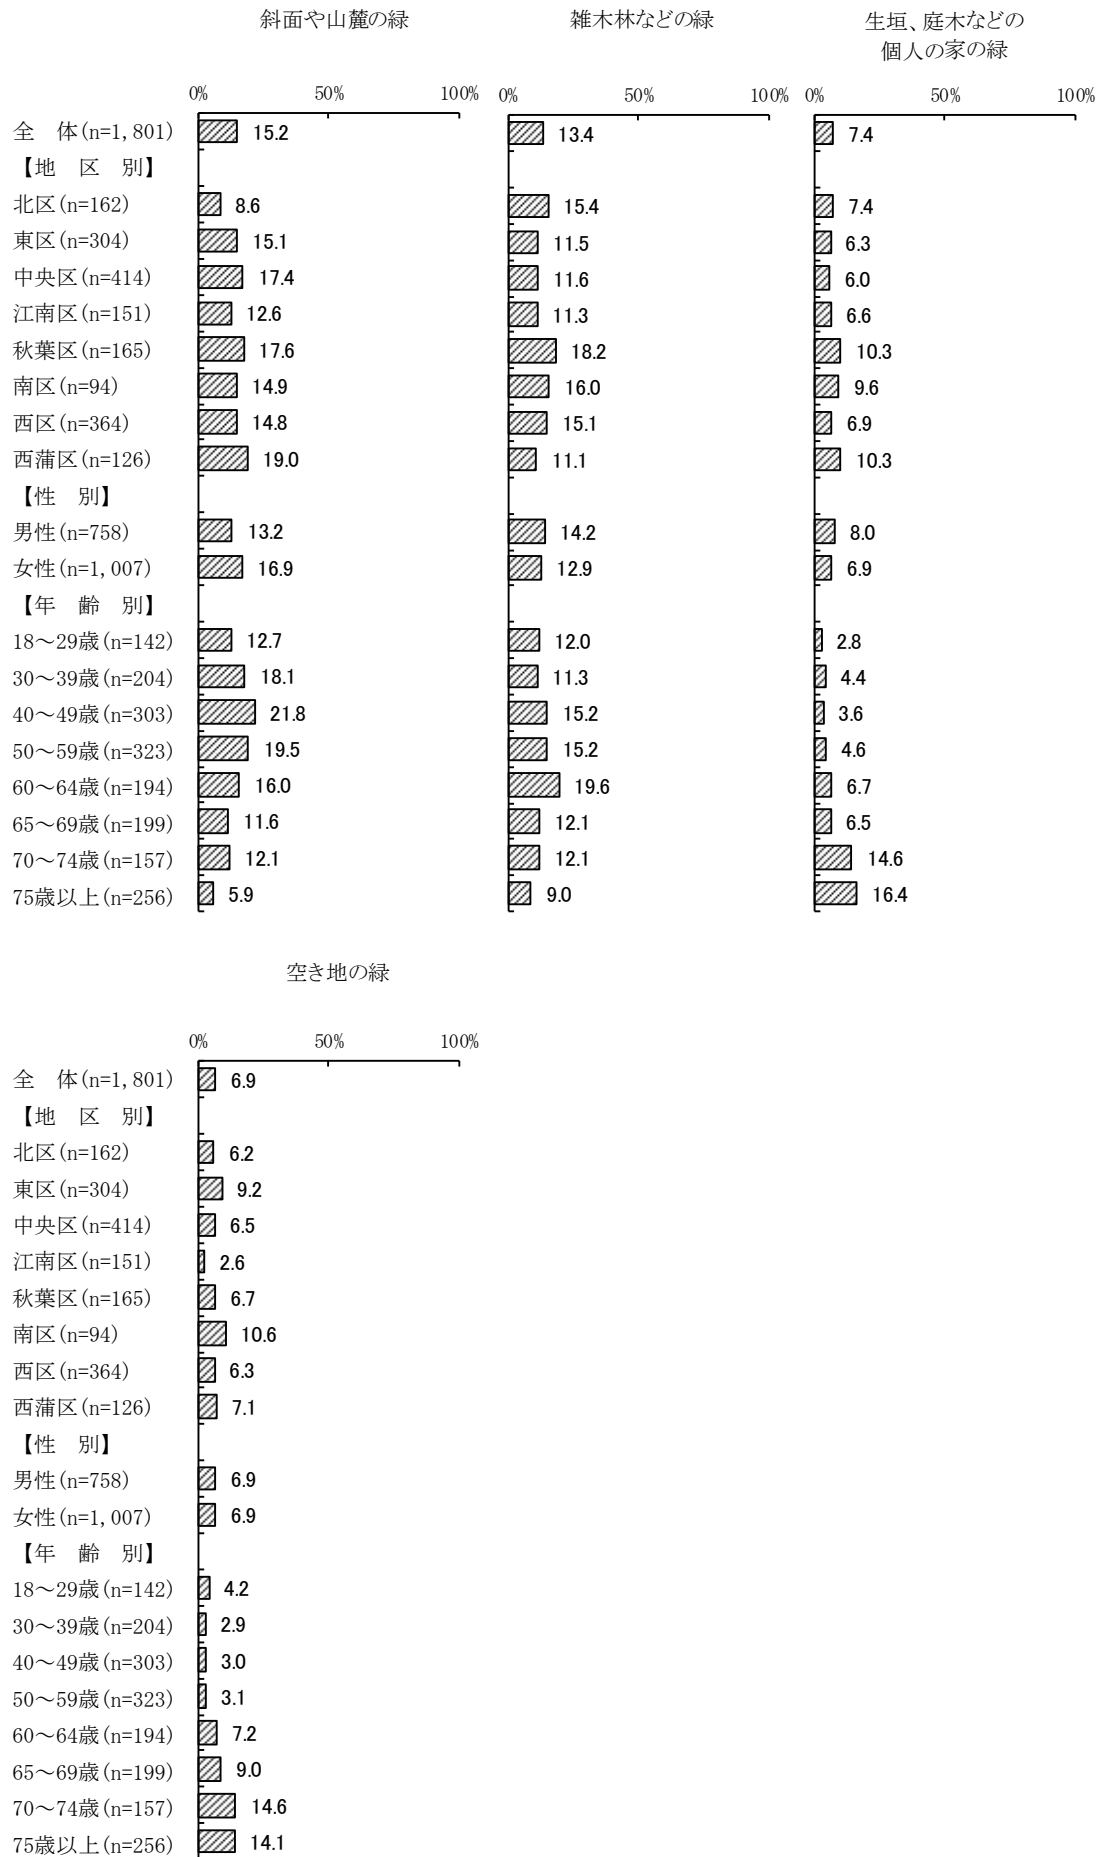 斜面や山麓の緑 雑木林などの緑 生垣、庭木などの
個人の家の緑
0% 50% 100% 0% 50% 100% 0% 50% 100%
全 体(n=1,801) 15.2 13.4 7.4
【地 区 別】
北区(n=162) 8.6 15.4 7.4
東区(n=304) 15.1 11.5 6.3
中央区(n=414) 17.4 11.6 6.0
江南区(n=151) 12.6 11.3 6.6
秋葉区(n=165) 17.6 18.2 10.3
南区(n=94) 14.9 16.0 9.6
西区(n=364) 14.8 15.1 6.9
西蒲区(n=126) 19.0 11.1 10.3
【性 別】
男性(n=758) 13.2 14.2 8.0
女性(n=1,007) 16.9 12.9 6.9
【年 齢 別】
18～29歳(n=142) 12.7 12.0 2.8
30～39歳(n=204) 18.1 11.3 4.4
40～49歳(n=303) 21.8 15.2 3.6
50～59歳(n=323) 19.5 15.2 4.6
60～64歳(n=194) 16.0 19.6 6.7
65～69歳(n=199) 11.6 12.1 6.5
70～74歳(n=157) 12.1 12.1 14.6
75歳以上(n=256) 5.9 9.0 16.4
空き地の緑
0% 50% 100%
全 体(n=1,801) 6.9
【地 区 別】
北区(n=162) 6.2
東区(n=304) 9.2
中央区(n=414) 6.5
江南区(n=151) 2.6
秋葉区(n=165) 6.7
南区(n=94) 10.6
西区(n=364) 6.3
西蒲区(n=126) 7.1
【性 別】
男性(n=758) 6.9
女性(n=1,007) 6.9
【年 齢 別】
18～29歳(n=142) 4.2
30～39歳(n=204) 2.9
40～49歳(n=303) 3.0
50～59歳(n=323) 3.1
60～64歳(n=194) 7.2
65～69歳(n=199) 9.0
70～74歳(n=157) 14.6
75歳以上(n=256) 14.1